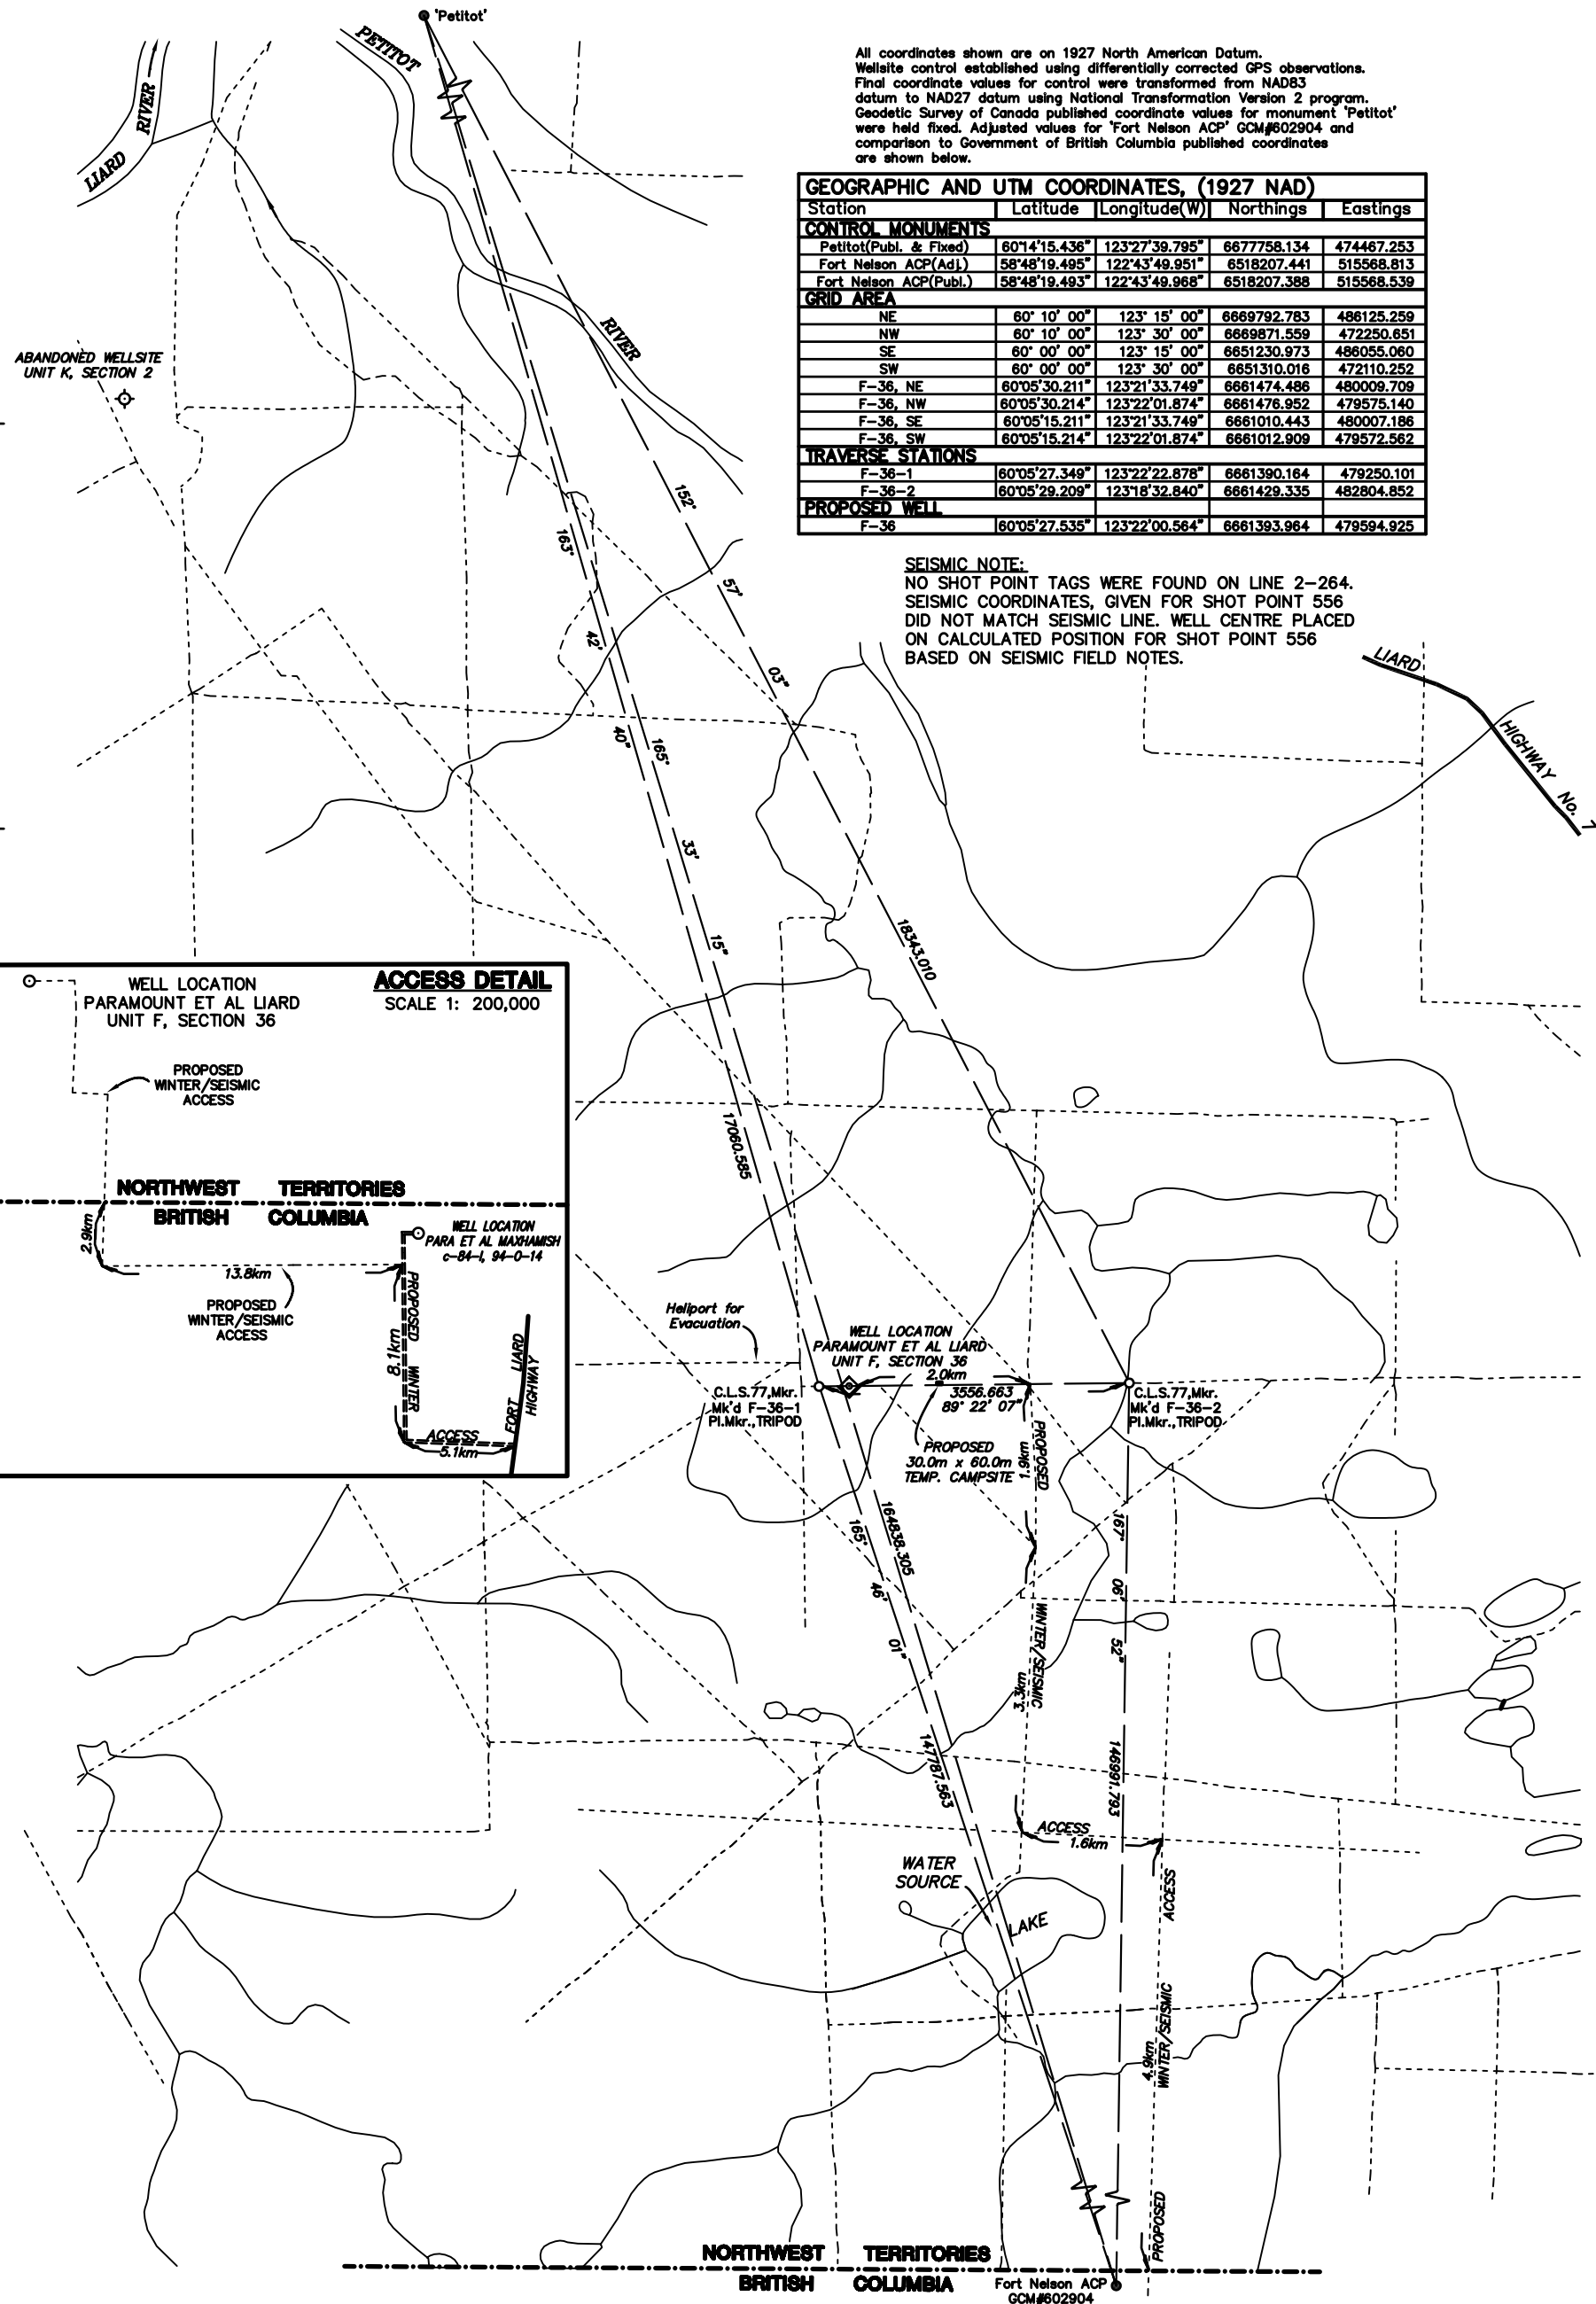 'Petitot'
PETITOT
LIARD RIVER
RIVER
All coordinates shown are on 1927 North American Datum.
Wellsite control established using differentially corrected GPS observations.
Final coordinate values for control were transformed from NAD83
datum to NAD27 datum using National Transformation Version 2 program.
Geodetic Survey of Canada published coordinate values for monument 'Petitot'
were held fixed. Adjusted values for 'Fort Nelson ACP' GCM#602904 and
comparison to Government of British Columbia published coordinates
are shown below.
GEOGRAPHIC AND UTM COORDINATES, (1927 NAD)
Station Latitude Longitude(W) Northings Eastings
CONTROL MONUMENTS
Petitot(Publ. & Fixed) 60°14'15.436" 123°27'39.795" 6677758.134 474467.253
Fort Nelson ACP(Adj.) 58°48'19.495" 122°43'49.951" 6518207.441 515568.813
Fort Nelson ACP(Publ.) 58°48'19.493" 122°43'49.968" 6518207.388 515568.539
GRID AREA
NE 60° 10' 00" 123° 15' 00" 6669792.783 486125.259
NW 60° 10' 00" 123° 30' 00" 6669871.559 472250.651
SE 60° 00' 00" 123° 15' 00" 6651230.973 486055.060
SW 60° 00' 00" 123° 30' 00" 6651310.016 472110.252
F-36, NE 60°05'30.211" 123°21'33.749" 6661474.486 480009.709
F-36, NW 60°05'30.214" 123°22'01.874" 6661476.952 479575.140
F-36, SE 60°05'15.211" 123°21'33.749" 6661010.443 480007.186
F-36, SW 60°05'15.214" 123°22'01.874" 6661012.909 479572.562
TRAVERSE STATIONS
F-36-1 60°05'27.349" 123°22'22.878" 6661390.164 479250.101
F-36-2 60°05'29.209" 123°18'32.840" 6661429.335 482804.852
PROPOSED WELL
F-36 60°05'27.535" 123°22'00.564" 6661393.964 479594.925
SEISMIC NOTE:
NO SHOT POINT TAGS WERE FOUND ON LINE 2-264.
SEISMIC COORDINATES, GIVEN FOR SHOT POINT 556
DID NOT MATCH SEISMIC LINE. WELL CENTRE PLACED
ON CALCULATED POSITION FOR SHOT POINT 556
BASED ON SEISMIC FIELD NOTES.
ABANDONED WELLSITE
UNIT K, SECTION 2
LIARD HIGHWAY No. 7
152° 57' 03"
18343.010
163° 42' 40"
17060.585
165° 33' 15"
164838.305
WELL LOCATION
PARAMOUNT ET AL LIARD
UNIT F, SECTION 36
ACCESS DETAIL
SCALE 1: 200,000
PROPOSED
WINTER/SEISMIC
ACCESS
NORTHWEST TERRITORIES
BRITISH COLUMBIA
2.9km
13.8km
PROPOSED
WINTER/SEISMIC
ACCESS
WELL LOCATION
PARA ET AL MAXHAMISH
c-84-I, 94-O-14
PROPOSED WINTER
8.1km
ACCESS
5.1km
FORT LIARD
HIGHWAY
Heliport for
Evacuation
WELL LOCATION
PARAMOUNT ET AL LIARD
UNIT F, SECTION 36
2.0km
3556.663
89° 22' 07"
C.L.S.77,Mkr.
Mk'd F-36-1
Pl.Mkr.,TRIPOD
C.L.S.77,Mkr.
Mk'd F-36-2
Pl.Mkr.,TRIPOD
PROPOSED
30.0m x 60.0m
TEMP. CAMPSITE
1.9km
PROPOSED
WINTER/SEISMIC
3.3km
165° 46' 01"
147787.563
167° 06' 52"
146991.793
ACCESS
1.6km
WATER
SOURCE
LAKE
ACCESS
4.9km
WINTER/SEISMIC
PROPOSED
NORTHWEST TERRITORIES
BRITISH COLUMBIA
Fort Nelson ACP
GCM#602904